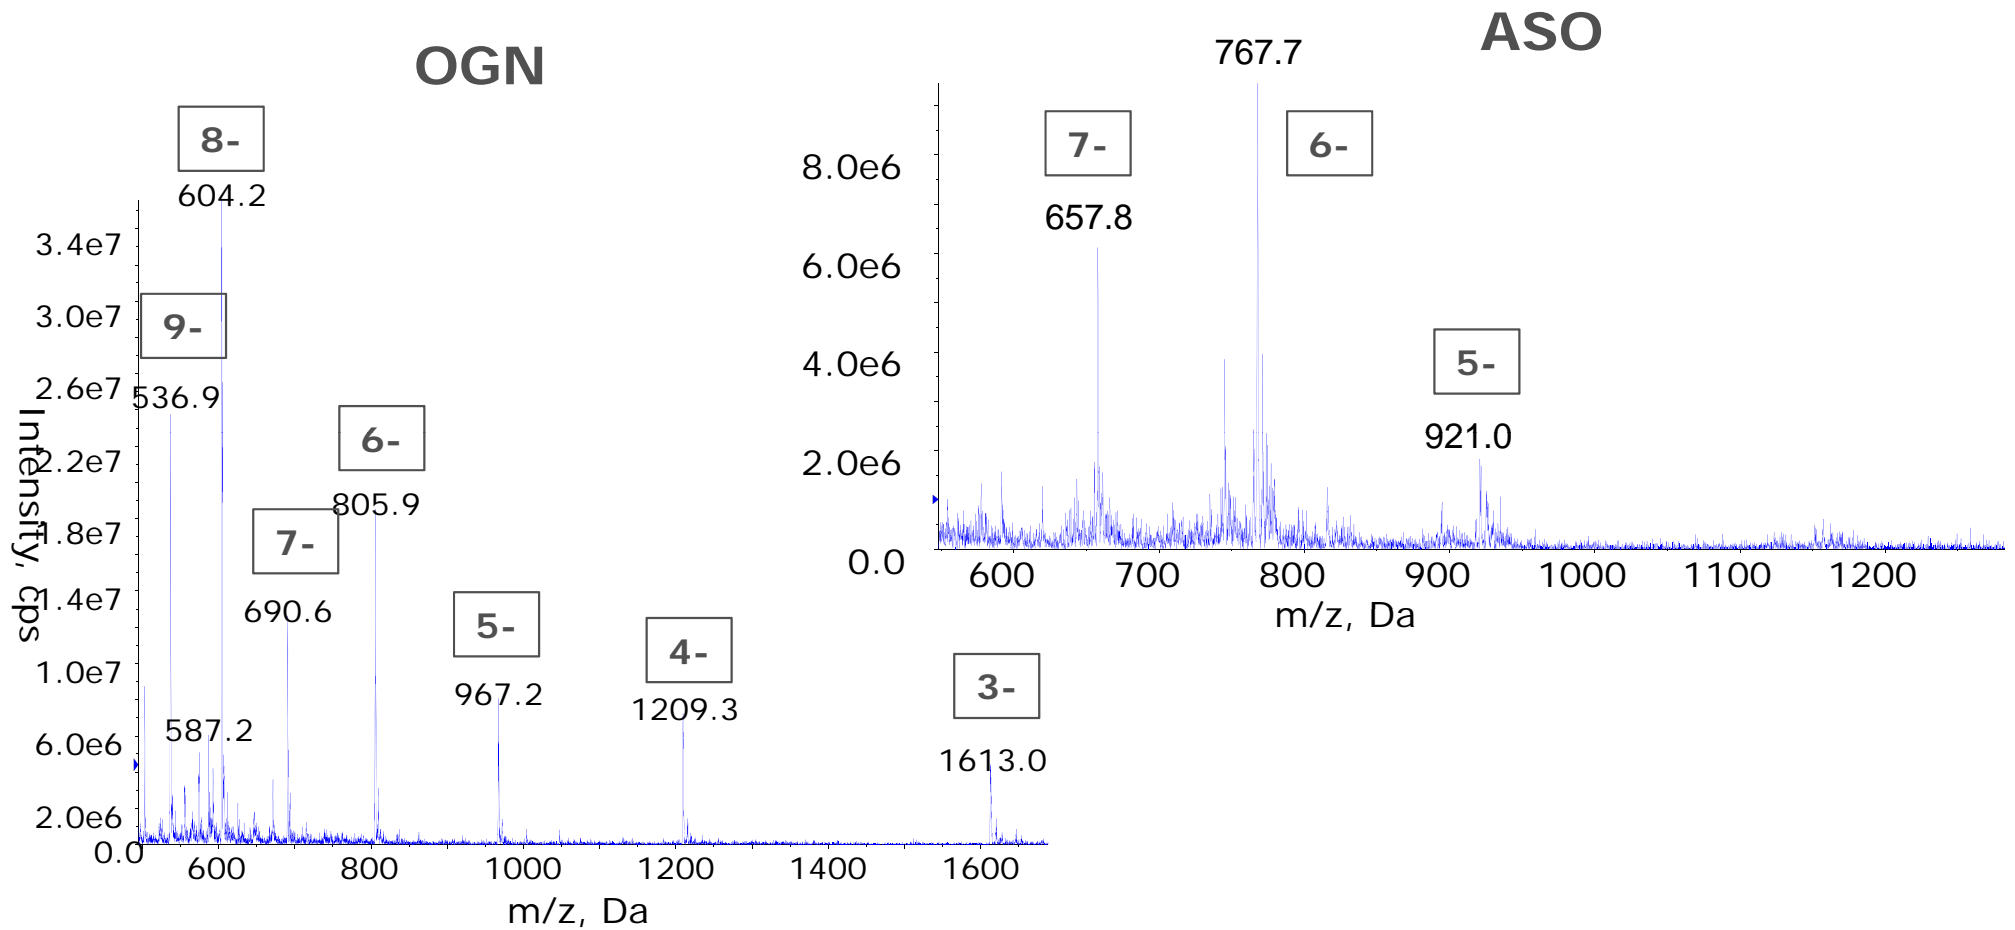 OGN
8-
604.2
3.4e7
3.0e7
9-
2.6e7
536.9
6-
2.2e7
805.9
7-
1.8e7
1.4e7
690.6
5-
4-
1.0e7
967.2
1209.3
3-
587.2
6.0e6
1613.0
2.0e6
0.0
Intensity, cps
600 800 1000 1200 1400 1600
m/z, Da
ASO
767.7
7-
6-
8.0e6
657.8
6.0e6
4.0e6
5-
921.0
2.0e6
0.0
600 700 800 900 1000 1100 1200
m/z, Da